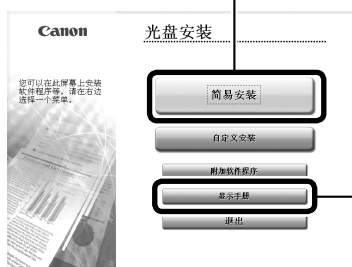 Canon
光盘安装
您可以在此屏幕上安装
软件程序等。请在右边
选择一个菜单。
简易安装
自定义安装
附加软件程序
显示手册
退出